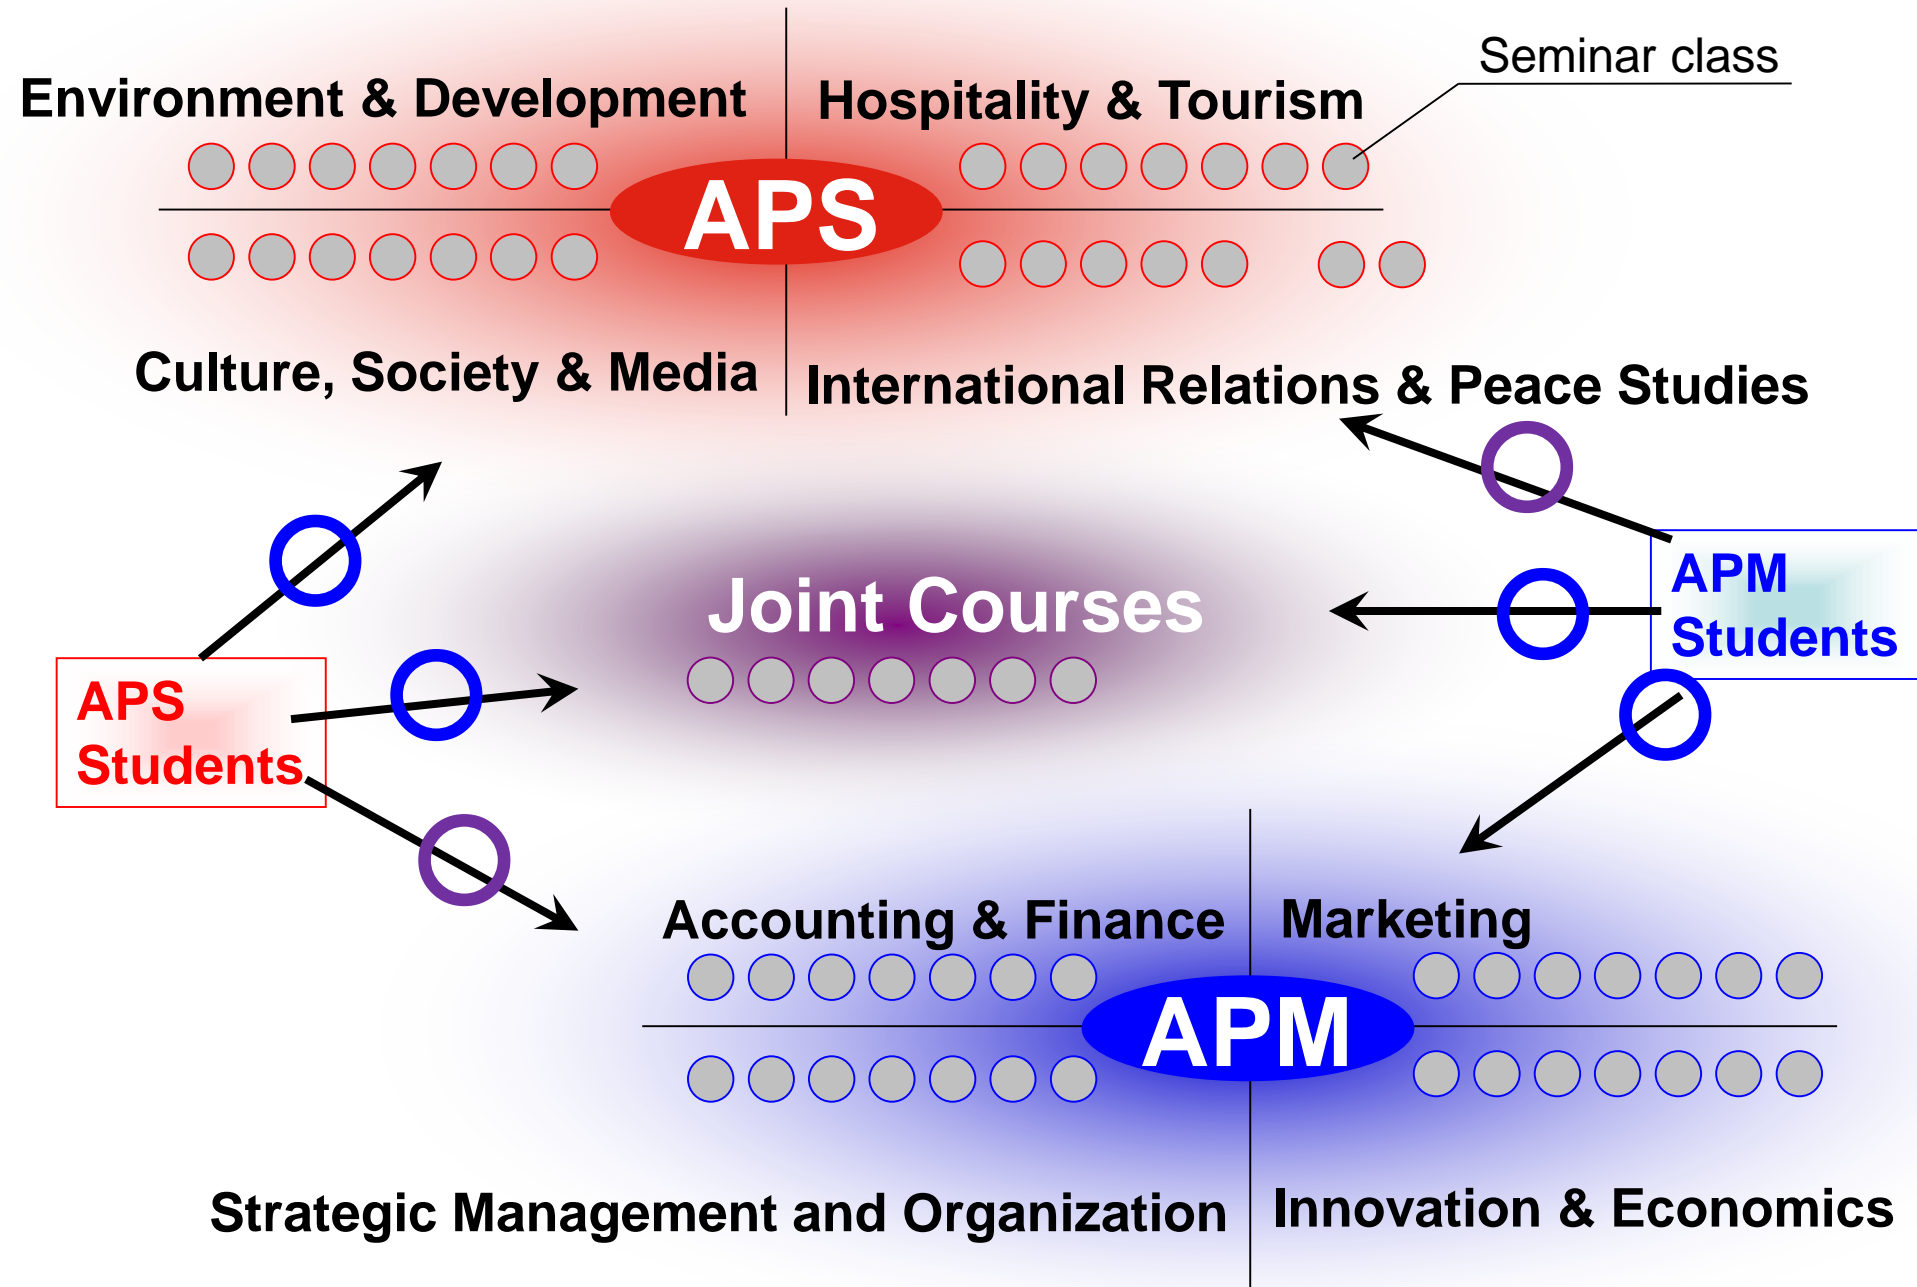 Seminar class
Environment & Development
Hospitality & Tourism
APS
Culture, Society & Media
International Relations & Peace Studies
Joint Courses
APM
Students
APS
Students
Accounting & Finance
Marketing
APM
Strategic Management and Organization
Innovation & Economics